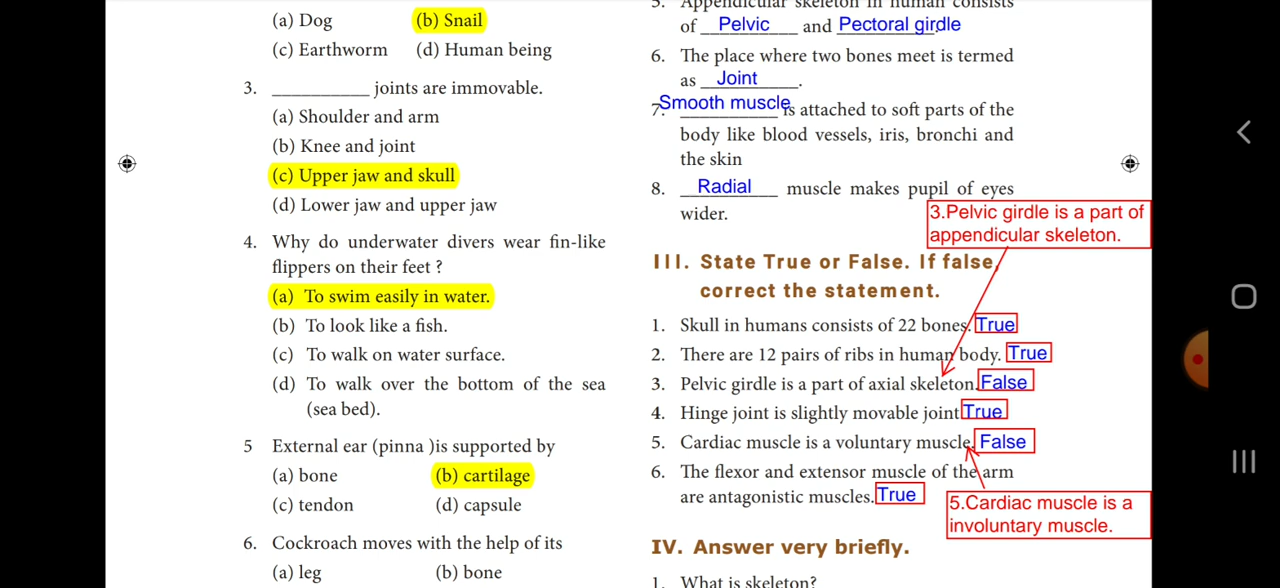 (a) Dog (b) Snail
(c) Earthworm (d) Human being
3. __________ joints are immovable.
(a) Shoulder and arm
(b) Knee and joint
(c) Upper jaw and skull
(d) Lower jaw and upper jaw
4. Why do underwater divers wear fin-like
flippers on their feet ?
(a) To swim easily in water.
(b) To look like a fish.
(c) To walk on water surface.
(d) To walk over the bottom of the sea
(sea bed).
5 External ear (pinna )is supported by
(a) bone (b) cartilage
(c) tendon (d) capsule
6. Cockroach moves with the help of its
(a) leg (b) bone
5. Appendicular skeleton in human consists
of Pelvic and Pectoral girdle.
6. The place where two bones meet is termed
as Joint.
7. Smooth muscle is attached to soft parts of the
body like blood vessels, iris, bronchi and
the skin
8. Radial muscle makes pupil of eyes
wider.
3.Pelvic girdle is a part of
appendicular skeleton.
III. State True or False. If false,
correct the statement.
1. Skull in humans consists of 22 bones. True
2. There are 12 pairs of ribs in human body. True
3. Pelvic girdle is a part of axial skeleton. False
4. Hinge joint is slightly movable joint True
5. Cardiac muscle is a voluntary muscle. False
6. The flexor and extensor muscle of the arm
are antagonistic muscles. True
5.Cardiac muscle is a
involuntary muscle.
IV. Answer very briefly.
1. What is skeleton?